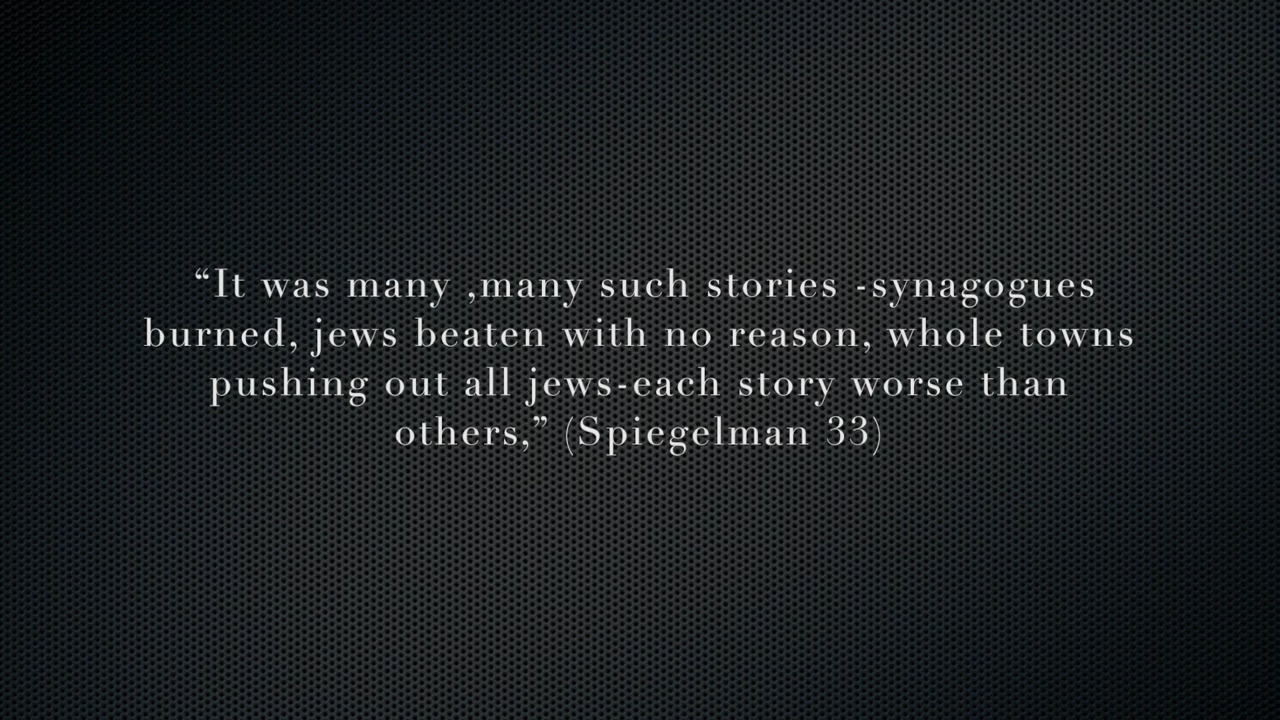 “It was many ,many such stories -synagogues
burned, jews beaten with no reason, whole towns
pushing out all jews-each story worse than
others,” (Spiegelman 33)